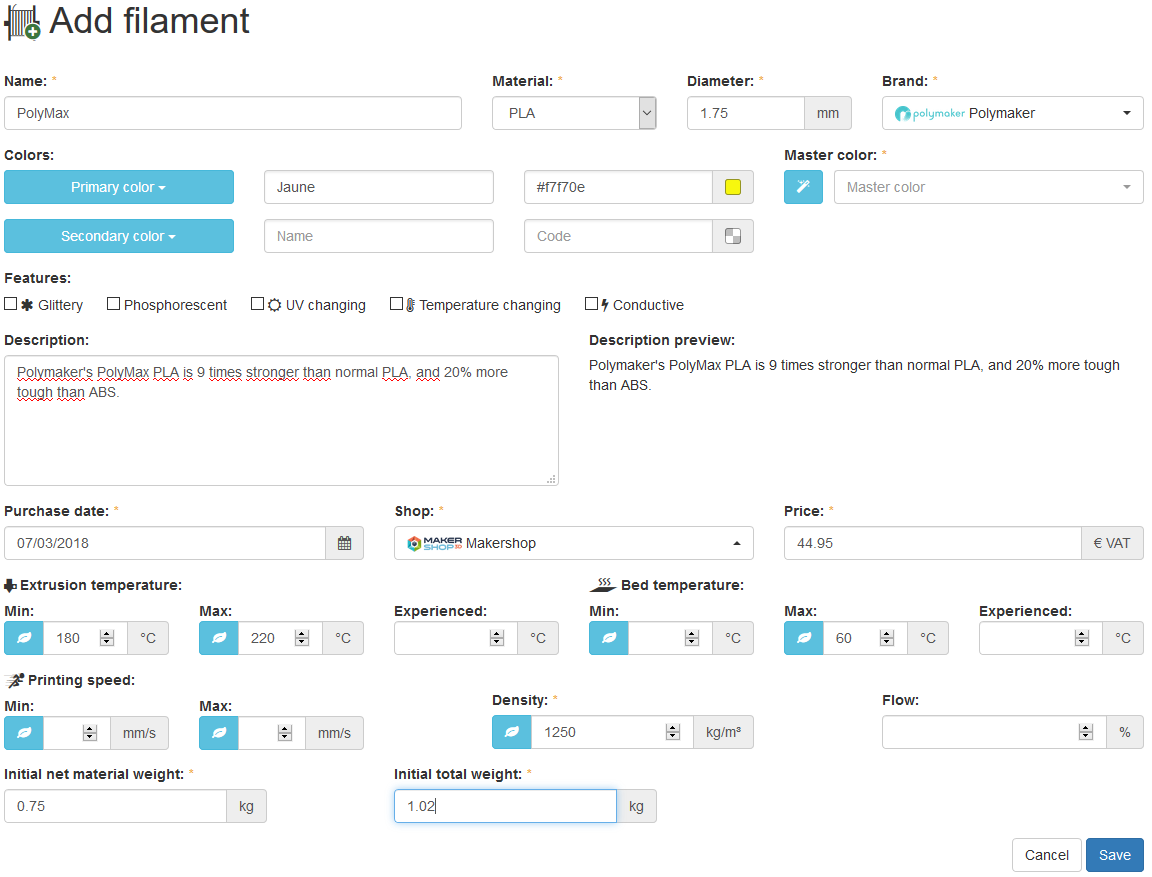 Add filament
Name: * Material: * Diameter: * Brand: *
PolyMax PLA 1.75 mm polymaker Polymaker
Colors: Master color: *
Primary color Jaune #f7f70e Master color
Secondary color Name Code
Features:
Glittery Phosphorescent UV changing Temperature changing Conductive
Description: Description preview:
Polymaker's PolyMax PLA is 9 times stronger than normal PLA, and 20% more
tough than ABS.
Polymaker's PolyMax PLA is 9 times stronger than normal PLA, and 20% more tough
than ABS.
Purchase date: * Shop: * Price: *
07/03/2018 MAKER SHOP 3D Makershop 44.95 € VAT
Extrusion temperature: Bed temperature:
Min: Max: Experienced: Min: Max: Experienced:
180 °C 220 °C °C °C 60 °C °C
Printing speed:
Min: Max: Density: * Flow:
mm/s mm/s 1250 kg/m³ %
Initial net material weight: * Initial total weight: *
0.75 kg 1.02 kg
Cancel Save